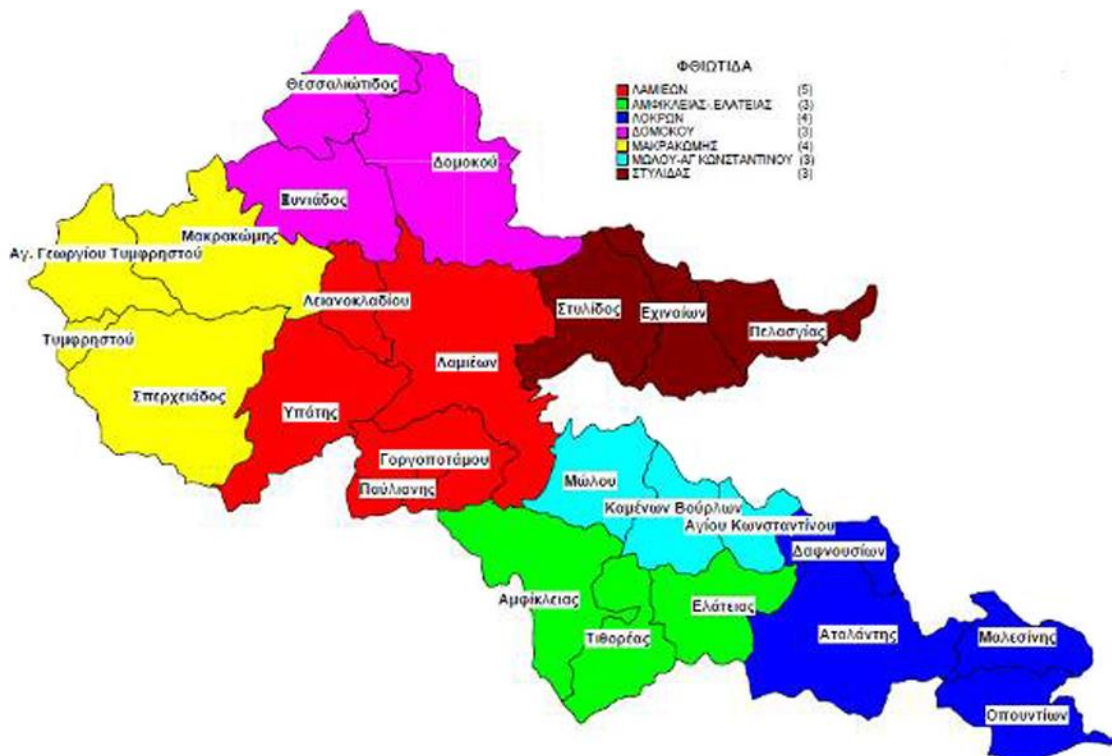 ΦΘΙΩΤΙΔΑ
ΛΑΜΙΕΩΝ (5)
ΑΜΦΙΚΛΕΙΑΣ-ΕΛΑΤΕΙΑΣ (3)
ΛΟΚΡΩΝ (4)
ΔΟΜΟΚΟΥ (3)
ΜΑΚΡΑΚΩΜΗΣ (4)
ΜΩΛΟΥ-ΑΓ ΚΩΝΣΤΑΝΤΙΝΟΥ (3)
ΣΤΥΛΙΔΑΣ (3)
Θεσσαλιώτιδος
Δομοκού
Ξυνιάδος
Μακρακώμης
Αγ. Γεωργίου Τυμφρηστού
Λειανοκλαδίου
Στυλίδος
Εχιναίων
Πελασγίας
Τυμφρηστού
Λαμιέων
Σπερχειάδος
Υπάτης
Γοργοποτάμου
Παύλιανης
Μώλου
Καμένων Βούρλων
Αγίου Κωνσταντίνου
Δαφνουσίων
Αμφίκλειας
Ελάτειας
Τιθορέας
Αταλάντης
Μαλεσίνης
Οπουντίων